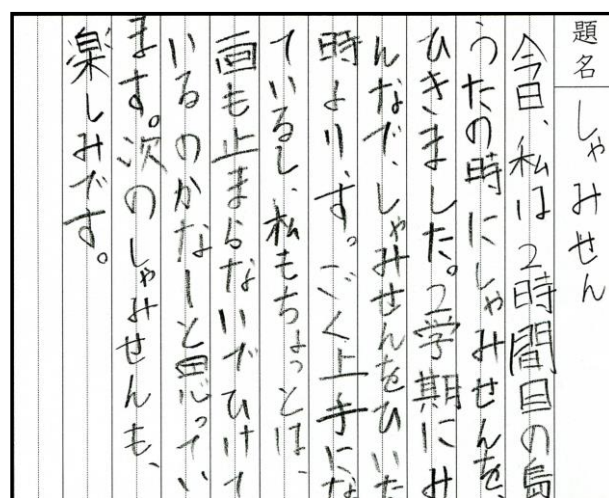 題名 しゃみせん
今日、私は2時間目の島
うたの時にしゃみせんを、
ひきました。2学期にみ
んなで、しゃみせんをひいた
時より、す。ごく上手にな
ているし、私もちょっとは、
面も止まらないでひけて
いるのかなーと思ってい
ます。次のしゃみせんも、
楽しみです。